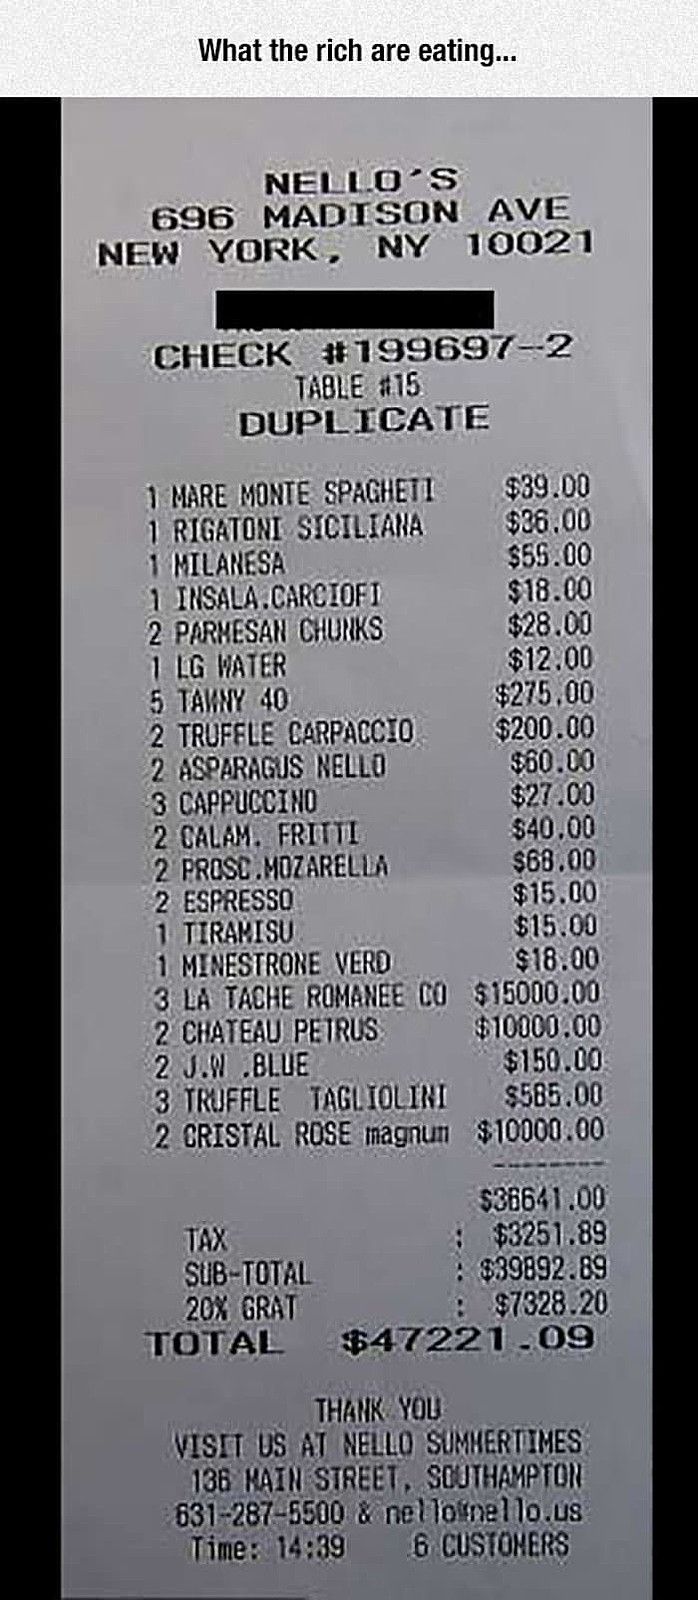 What the rich are eating...
NELLO'S
696 MADISON AVE
NEW YORK, NY 10021
CHECK #199697-2
TABLE #15
DUPLICATE
1 MARE MONTE SPAGHETI $39.00
1 RIGATONI SICILIANA $36.00
1 MILANESA $55.00
1 INSALA.CARCIOFI $18.00
2 PARMESAN CHUNKS $28.00
1 LG WATER $12.00
5 TAWNY 40 $275.00
2 TRUFFLE CARPACCIO $200.00
2 ASPARAGUS NELLO $60.00
3 CAPPUCCINO $27.00
2 CALAM. FRITTI $40.00
2 PROSC.MOZARELLA $68.00
2 ESPRESSO $15.00
1 TIRAMISU $15.00
1 MINESTRONE VERD $18.00
3 LA TACHE ROMANEE CO $15000.00
2 CHATEAU PETRUS $10000.00
2 J.W .BLUE $150.00
3 TRUFFLE TAGLIOLINI $585.00
2 CRISTAL ROSE magnum $10000.00
-----------
$36641.00
TAX : $3251.89
SUB-TOTAL : $39892.89
20% GRAT : $7328.20
TOTAL $47221.09
THANK YOU
VISIT US AT NELLO SUMMERTIMES
136 MAIN STREET, SOUTHAMPTON
631-287-5500 & nello@nello.us
Time: 14:39 6 CUSTOMERS